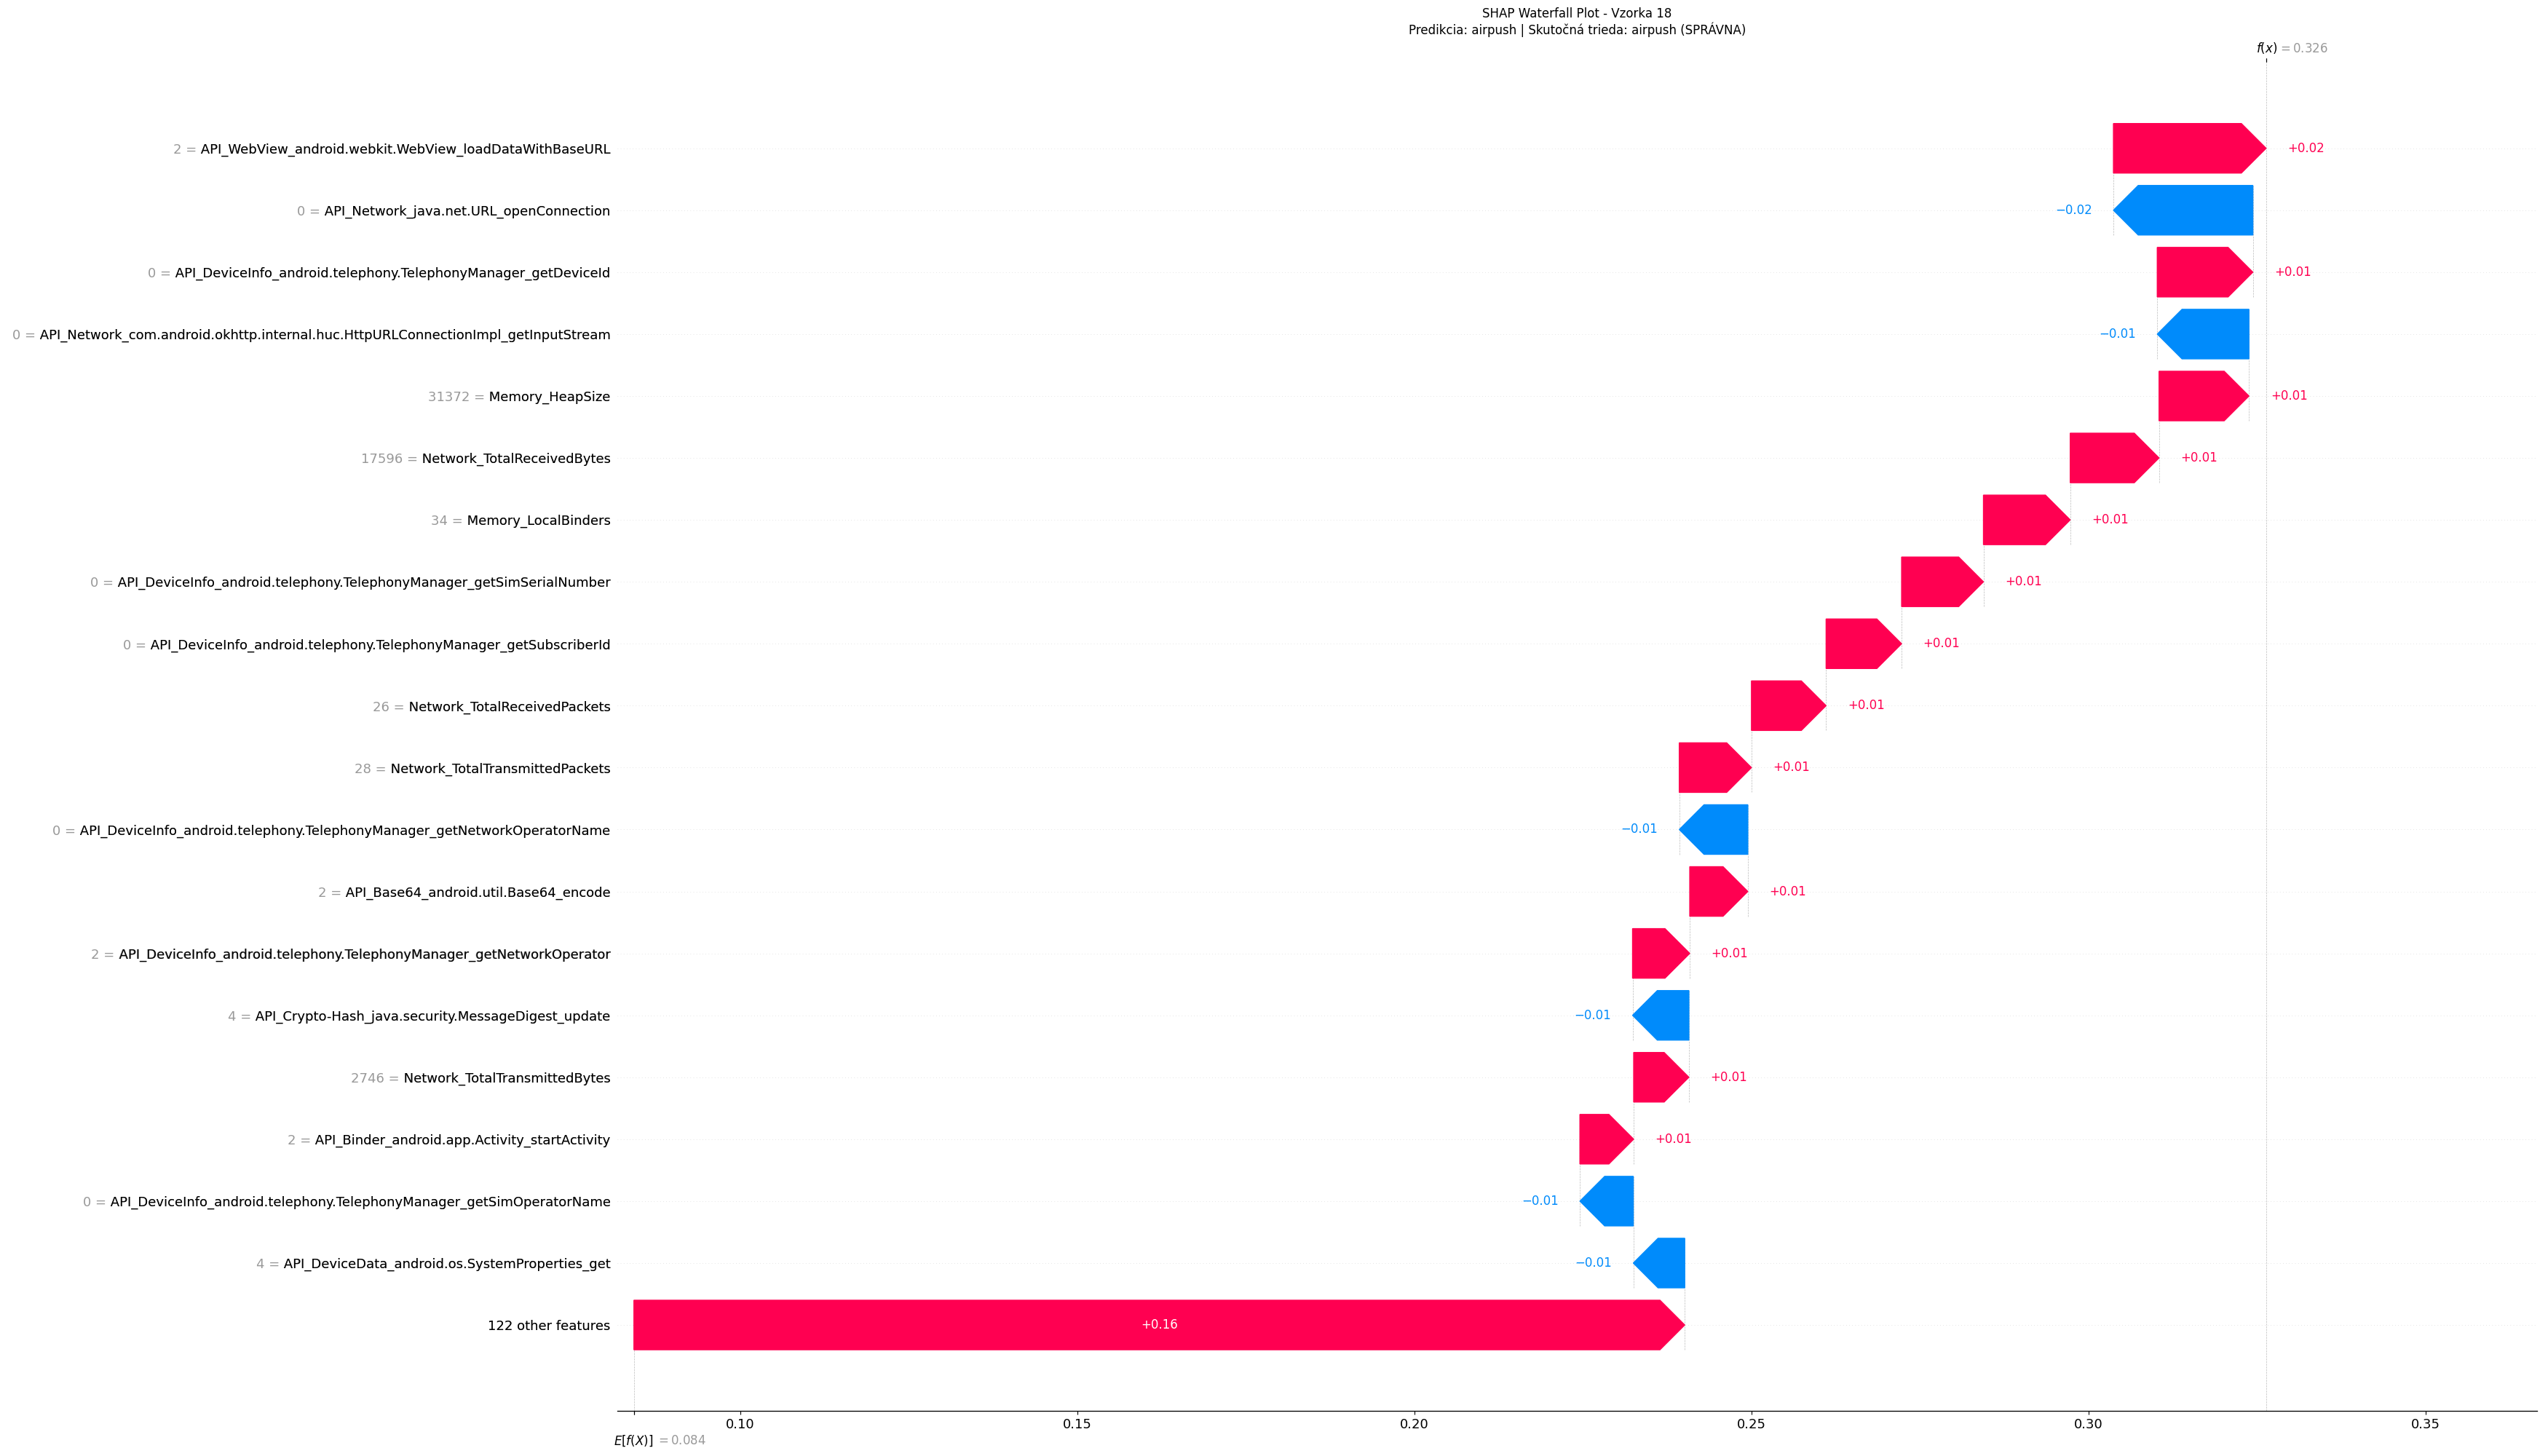 SHAP Waterfall Plot - Vzorka 18
Predikcia: airpush | Skutočná trieda: airpush (SPRÁVNA)
f(x) = 0.326
2 = API_WebView_android.webkit.WebView_loadDataWithBaseURL +0.02
0 = API_Network_java.net.URL_openConnection −0.02
0 = API_DeviceInfo_android.telephony.TelephonyManager_getDeviceId +0.01
0 = API_Network_com.android.okhttp.internal.huc.HttpURLConnectionImpl_getInputStream −0.01
31372 = Memory_HeapSize +0.01
17596 = Network_TotalReceivedBytes +0.01
34 = Memory_LocalBinders +0.01
0 = API_DeviceInfo_android.telephony.TelephonyManager_getSimSerialNumber +0.01
0 = API_DeviceInfo_android.telephony.TelephonyManager_getSubscriberId +0.01
26 = Network_TotalReceivedPackets +0.01
28 = Network_TotalTransmittedPackets +0.01
0 = API_DeviceInfo_android.telephony.TelephonyManager_getNetworkOperatorName −0.01
2 = API_Base64_android.util.Base64_encode +0.01
2 = API_DeviceInfo_android.telephony.TelephonyManager_getNetworkOperator +0.01
4 = API_Crypto-Hash_java.security.MessageDigest_update −0.01
2746 = Network_TotalTransmittedBytes +0.01
2 = API_Binder_android.app.Activity_startActivity +0.01
0 = API_DeviceInfo_android.telephony.TelephonyManager_getSimOperatorName −0.01
4 = API_DeviceData_android.os.SystemProperties_get −0.01
122 other features +0.16
0.10 0.15 0.20 0.25 0.30 0.35
E[f(X)] = 0.084